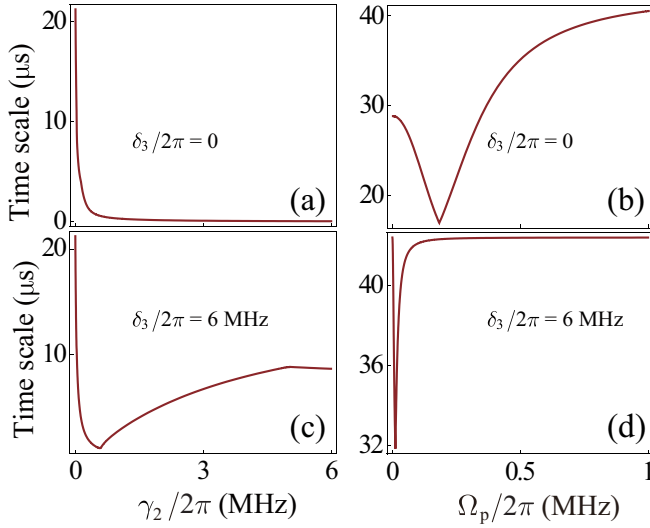 Time scale (μs)
20
10
0
δ₃/2π = 0
(a)
40
30
20
δ₃/2π = 0
(b)
Time scale (μs)
20
10
δ₃/2π = 6 MHz
(c)
0
3
6
γ₂/2π (MHz)
40
36
32
δ₃/2π = 6 MHz
(d)
0
0.5
1
Ωₚ/2π (MHz)